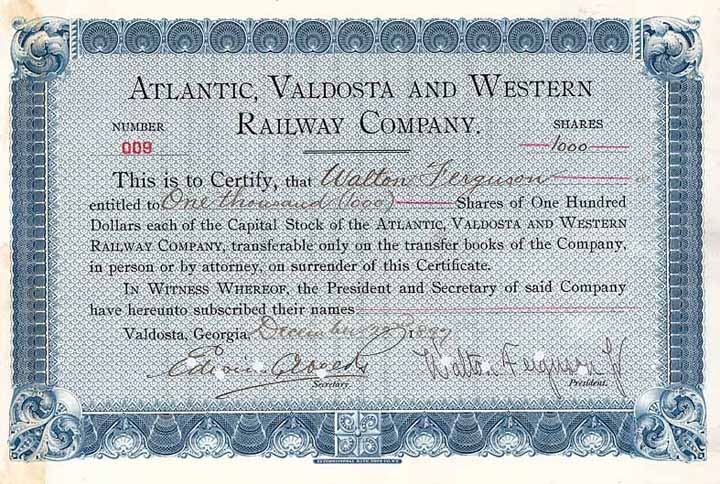 ATLANTIC, VALDOSTA AND WESTERN
RAILWAY COMPANY.
NUMBER
009
SHARES
1000
This is to Certify, that Walton Ferguson
entitled to One thousand (1000) Shares of One Hundred
Dollars each of the Capital Stock of the ATLANTIC, VALDOSTA AND WESTERN
RAILWAY COMPANY, transferable only on the transfer books of the Company,
in person or by attorney, on surrender of this Certificate.
IN WITNESS WHEREOF, the President and Secretary of said Company
have hereunto subscribed their names
Valdosta, Georgia, December 1897
Secretary.
Walton Ferguson Jr
President.